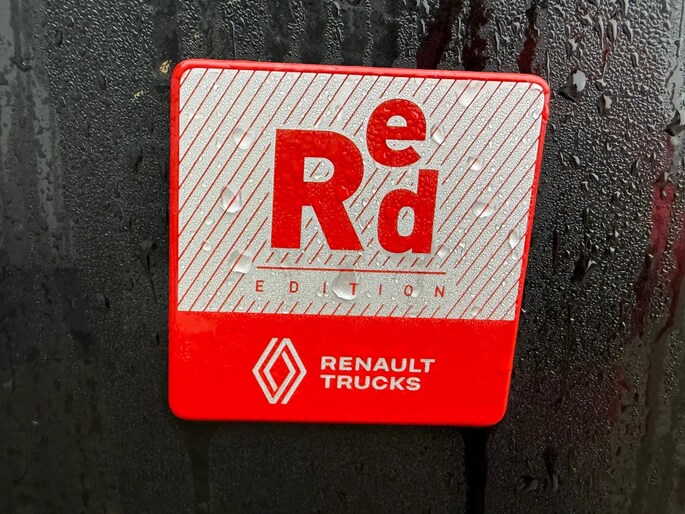 Red
EDITION
RENAULT
TRUCKS